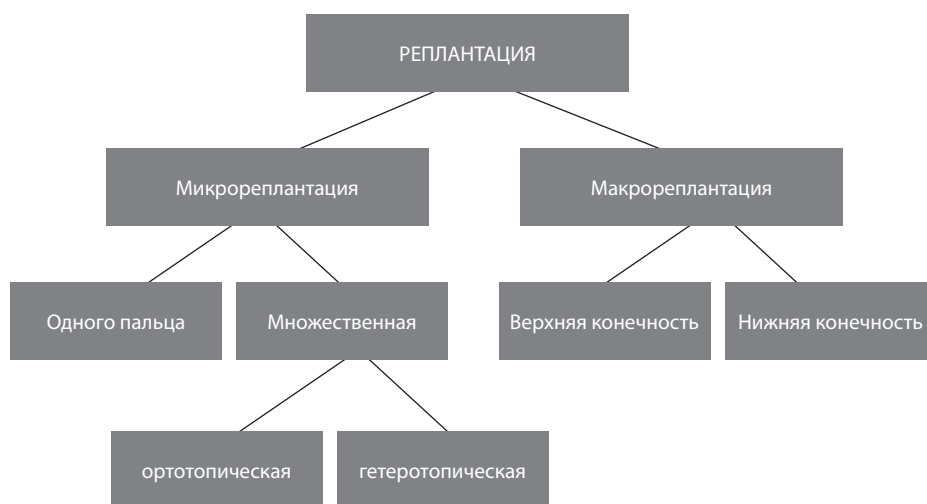 РЕПЛАНТАЦИЯ
Микрореплантация
Макрореплантация
Одного пальца
Множественная
Верхняя конечность
Нижняя конечность
ортотопическая
гетеротопическая